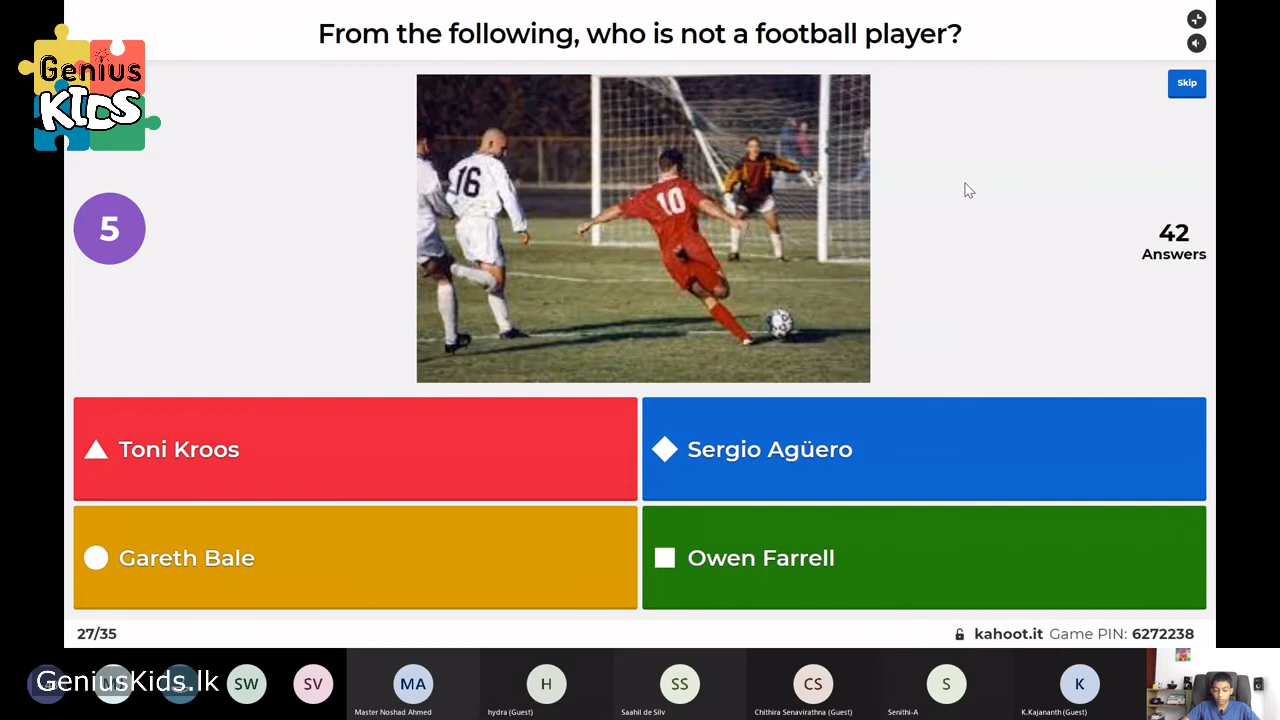 From the following, who is not a football player?
Genius
KIDS
Skip
16
10
5
42
Answers
Toni Kroos
Sergio Agüero
Gareth Bale
Owen Farrell
27/35
kahoot.it Game PIN: 6272238
GeniusKids.lk
SW
SV
MA
H
SS
CS
S
K
Master Noshad Ahmed
hydra (Guest)
Saahil de Silv
Chithira Senavirathna (Guest)
Senithi-A
K.Kajananth (Guest)